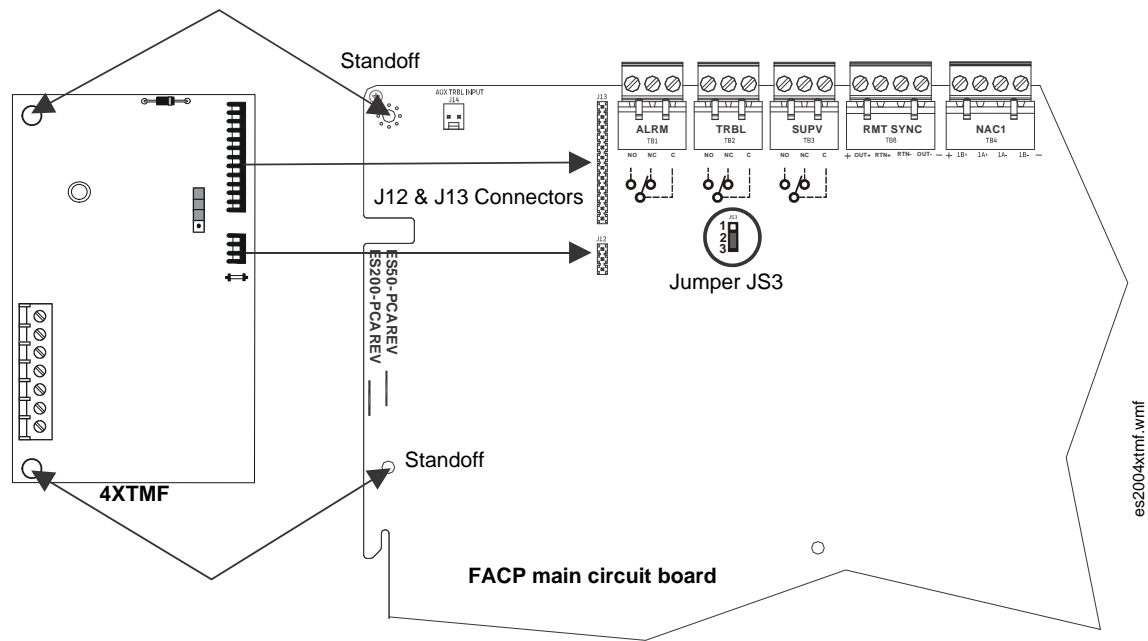 Standoff
AUX TRBL INPUT
J14
J13
ALRM
TB1
TRBL
TB2
SUPV
TB3
RMT SYNC
TB8
NAC1
TB4
NO NC C
NO NC C
NO NC C
+ OUT+ RTN+ RTN- OUT- −
+ 1B+ 1A+ 1A- 1B- −
J12 & J13 Connectors
J12
JS3
1
2
3
Jumper JS3
ES50-PCA REV
ES200-PCA REV
Standoff
4XTMF
FACP main circuit board
es2004xtmf.wmf